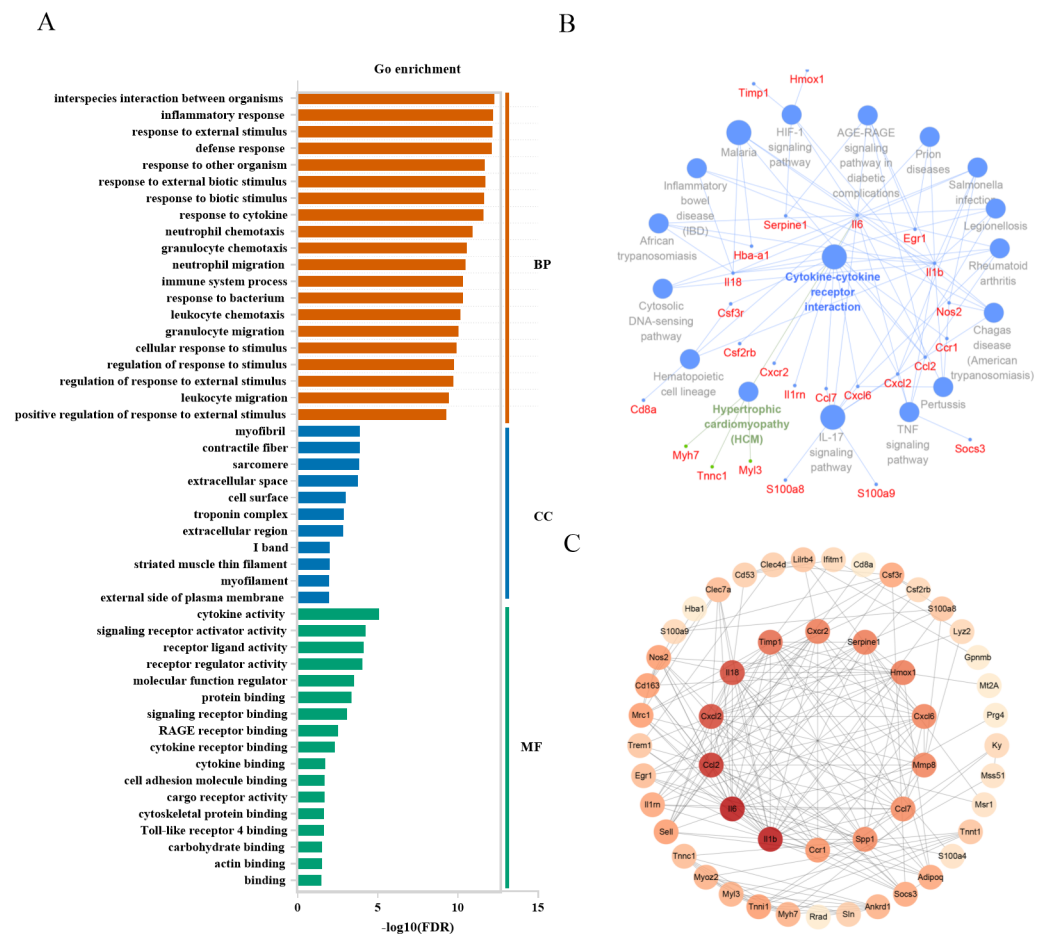 A
Go enrichment
interspecies interaction between organisms
inflammatory response
response to external stimulus
defense response
response to other organism
response to external biotic stimulus
response to biotic stimulus
response to cytokine
neutrophil chemotaxis
granulocyte chemotaxis
neutrophil migration
immune system process
response to bacterium
leukocyte chemotaxis
granulocyte migration
cellular response to stimulus
regulation of response to stimulus
regulation of response to external stimulus
leukocyte migration
positive regulation of response to external stimulus
BP
myofibril
contractile fiber
sarcomere
extracellular space
cell surface
troponin complex
extracellular region
I band
striated muscle thin filament
myofilament
external side of plasma membrane
CC
cytokine activity
signaling receptor activator activity
receptor ligand activity
receptor regulator activity
molecular function regulator
protein binding
signaling receptor binding
RAGE receptor binding
cytokine receptor binding
cytokine binding
cell adhesion molecule binding
cargo receptor activity
cytoskeletal protein binding
Toll-like receptor 4 binding
carbohydrate binding
actin binding
binding
MF
0
5
10
15
-log10(FDR)
B
Hmox1
Timp1
Malaria
HIF-1
signaling
pathway
AGE-RAGE
signaling
pathway in
diabetic
complications
Prion
diseases
Salmonella
infection
Inflammatory
bowel
disease
(IBD)
Legionellosis
Serpine1
Il6
Egr1
African
trypanosomiasis
Hba-a1
Rheumatoid
arthritis
Il18
Cytokine-cytokine
receptor
interaction
Il1b
Cytosolic
DNA-sensing
pathway
Csf3r
Nos2
Chagas
disease
(American
trypanosomiasis)
Csf2rb
Ccr1
Ccl2
Hematopoietic
cell lineage
Cxcr2
Cxcl2
Cd8a
Il1rn
Ccl7
Cxcl6
Pertussis
Hypertrophic
cardiomyopathy
(HCM)
IL-17
signaling
pathway
TNF
signaling
pathway
Socs3
Myh7
Tnnc1
Myl3
S100a8
S100a9
C
Lilrb4
Ifitm1
Cd8a
Clec4d
Cd53
Csf3r
Clec7a
Csf2rb
Hba1
S100a8
S100a9
Lyz2
Cxcr2
Timp1
Serpine1
Nos2
Gpnmb
Il18
Hmox1
Cd163
Mt2A
Mrc1
Cxcl2
Cxcl6
Prg4
Trem1
Ky
Ccl2
Mmp8
Egr1
Mss51
Il1rn
Il6
Ccl7
Msr1
Sell
Il1b
Spp1
Tnnt1
Ccr1
Tnnc1
S100a4
Myoz2
Adipoq
Myl3
Socs3
Tnni1
Ankrd1
Myh7
Rrad
Sln